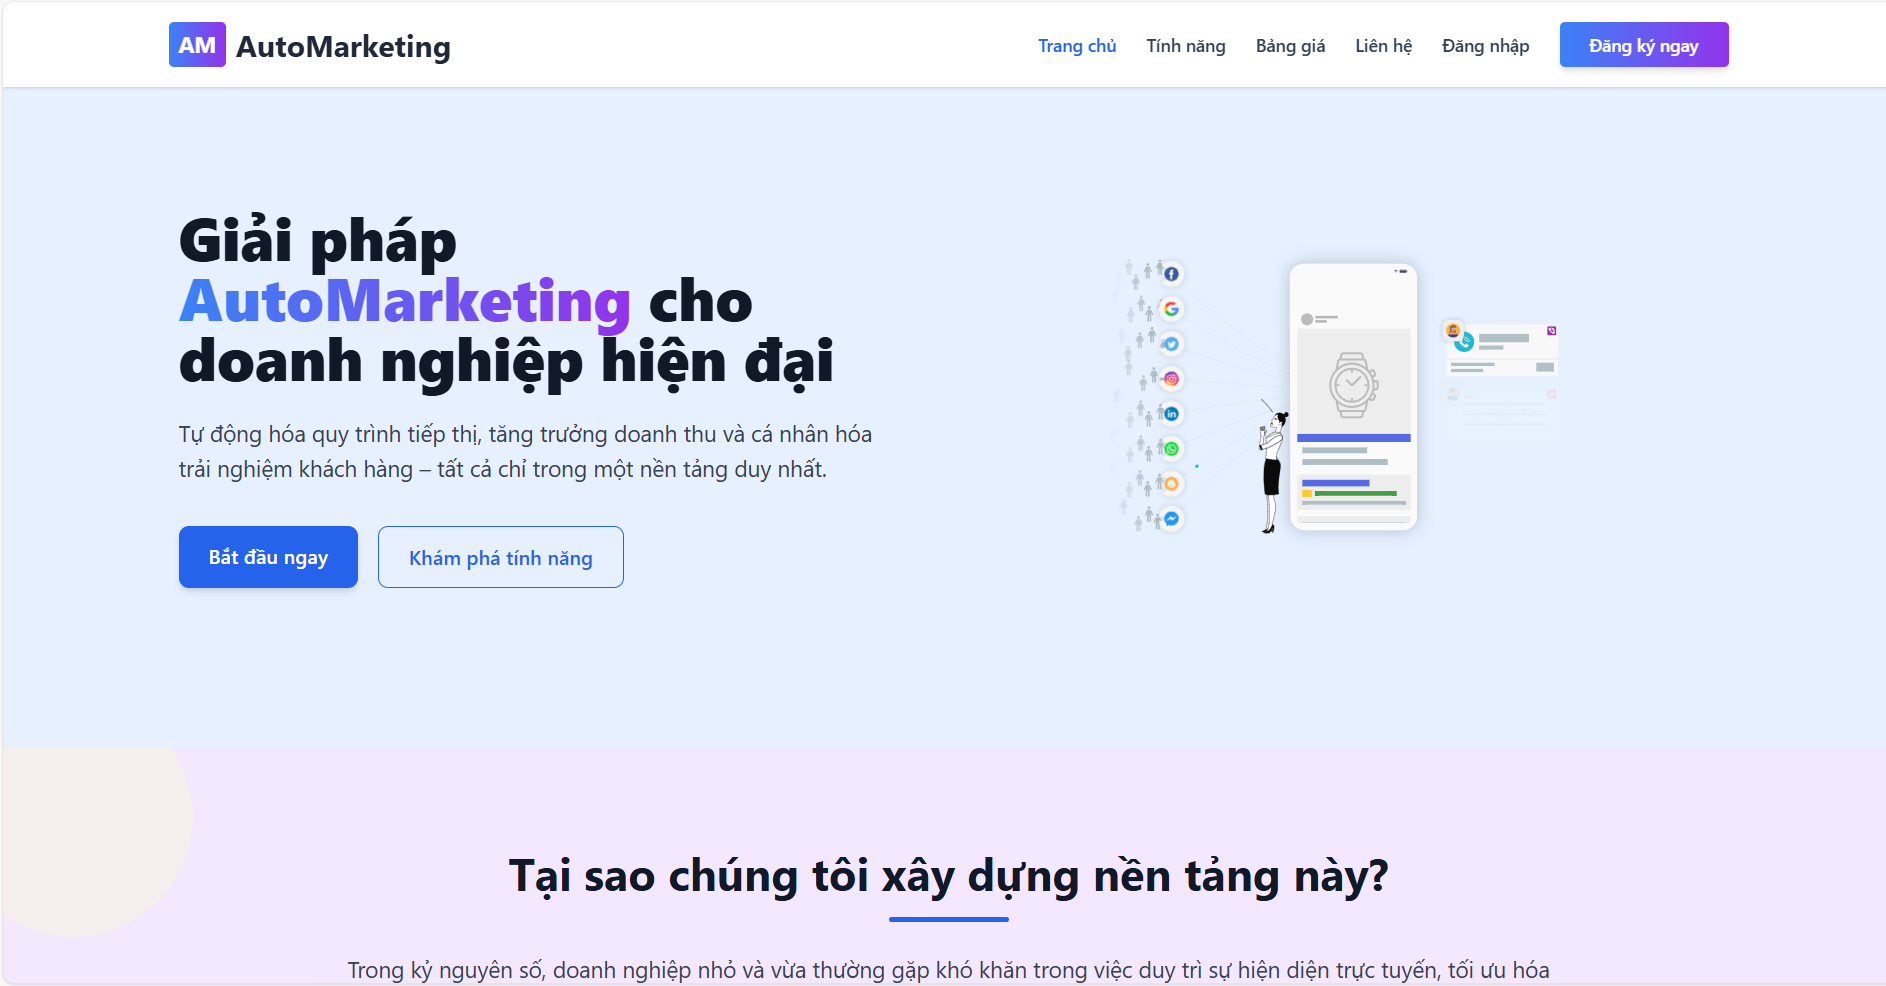 AM AutoMarketing
Trang chủ Tính năng Bảng giá Liên hệ Đăng nhập Đăng ký ngay
Giải pháp
AutoMarketing cho
doanh nghiệp hiện đại
Tự động hóa quy trình tiếp thị, tăng trưởng doanh thu và cá nhân hóa
trải nghiệm khách hàng – tất cả chỉ trong một nền tảng duy nhất.
Bắt đầu ngay Khám phá tính năng
Tại sao chúng tôi xây dựng nền tảng này?
Trong kỷ nguyên số, doanh nghiệp nhỏ và vừa thường gặp khó khăn trong việc duy trì sự hiện diện trực tuyến, tối ưu hóa